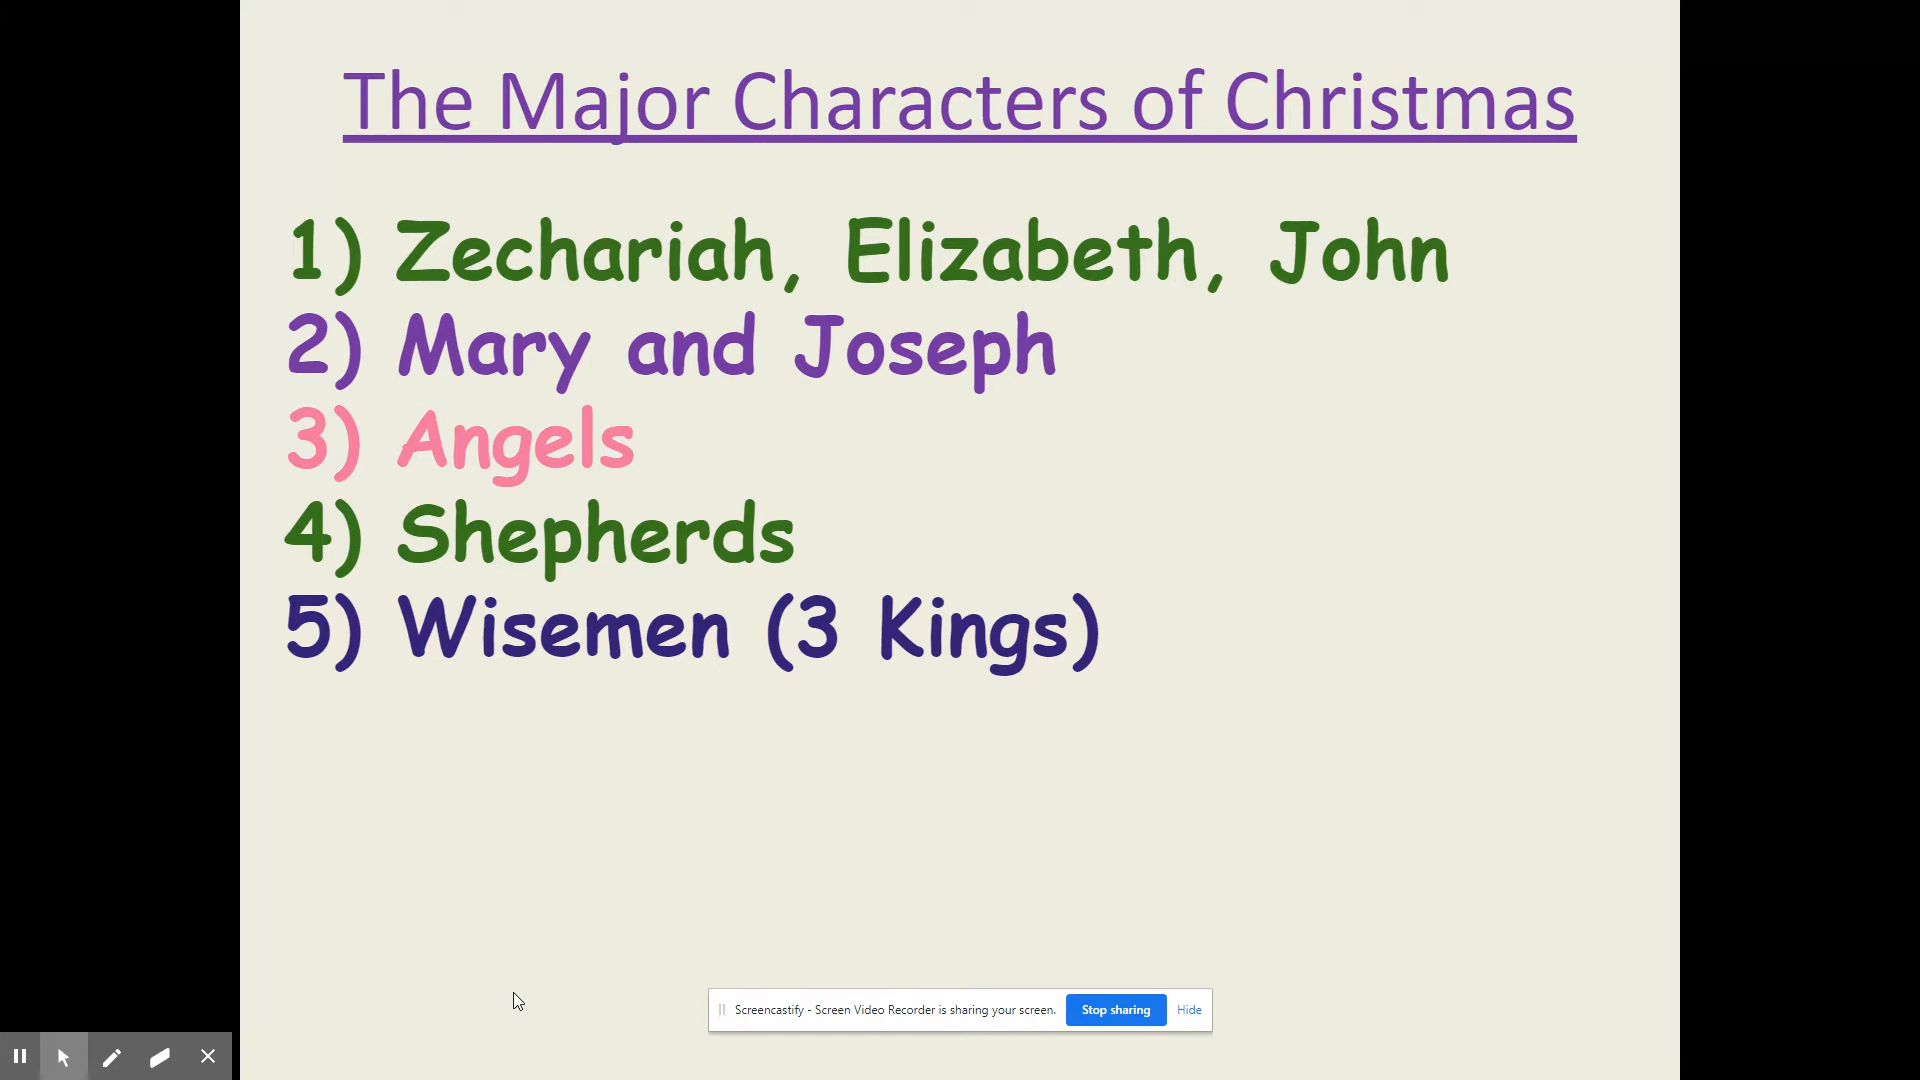 The Major Characters of Christmas
1) Zechariah, Elizabeth, John
2) Mary and Joseph
3) Angels
4) Shepherds
5) Wisemen (3 Kings)
Screencastify - Screen Video Recorder is sharing your screen. Stop sharing Hide